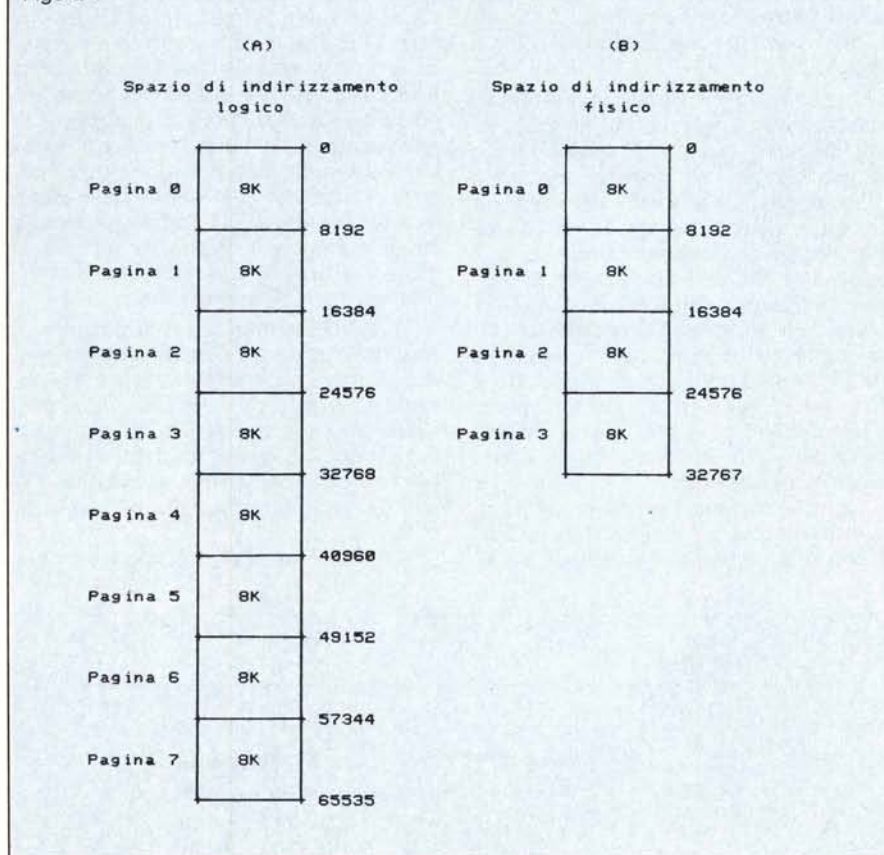 (A)
Spazio di indirizzamento
logico
0
Pagina 0 8K
8192
Pagina 1 8K
16384
Pagina 2 8K
24576
Pagina 3 8K
32768
Pagina 4 8K
40960
Pagina 5 8K
49152
Pagina 6 8K
57344
Pagina 7 8K
65535
(B)
Spazio di indirizzamento
fisico
0
Pagina 0 8K
8192
Pagina 1 8K
16384
Pagina 2 8K
24576
Pagina 3 8K
32767